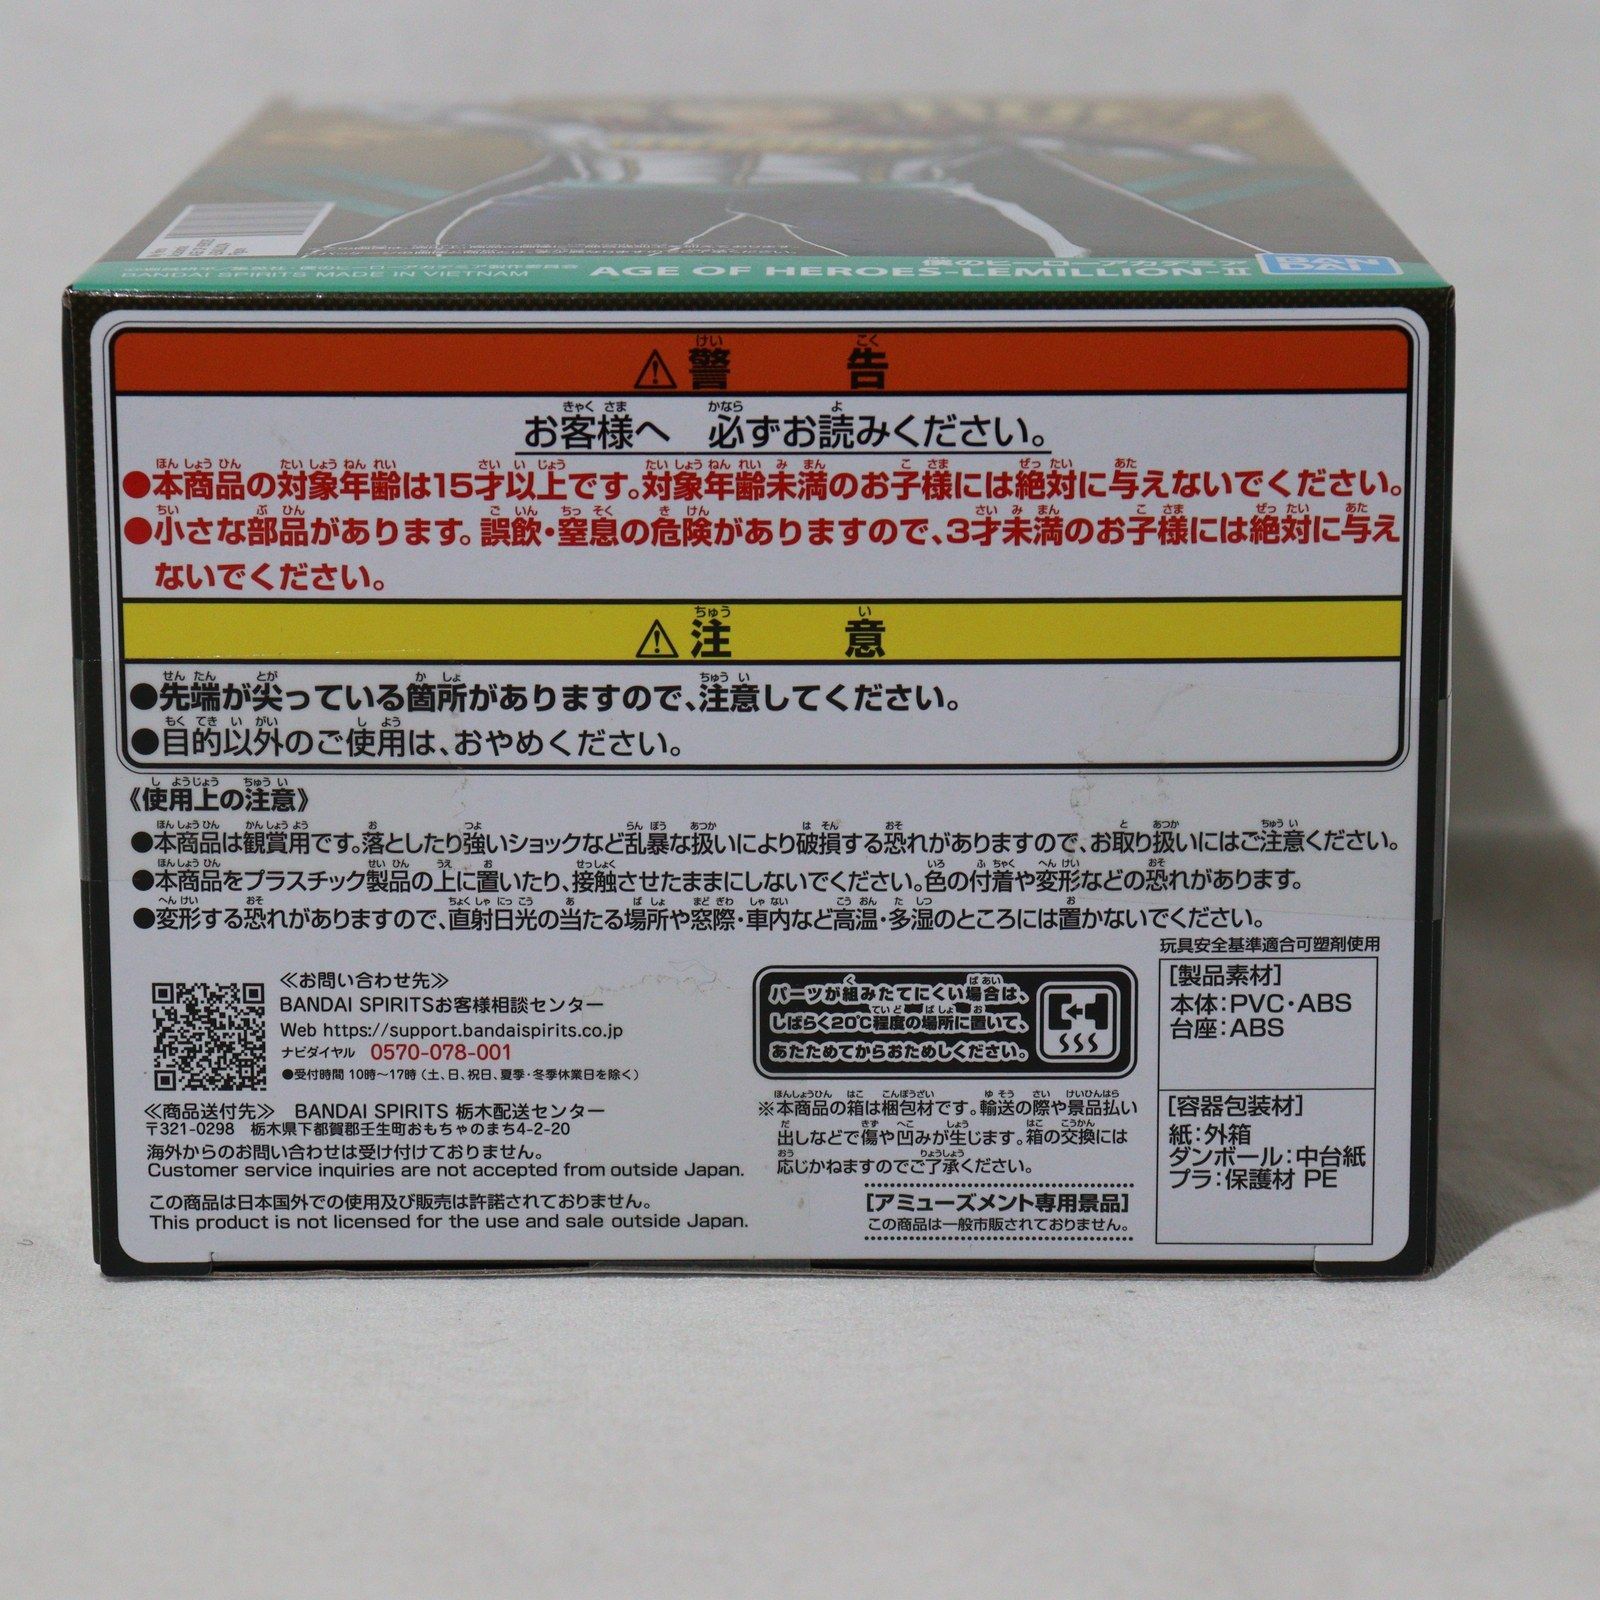 僕のヒーローアカデミア
BANDAI SPIRITS MADE IN VIETNAM
AGE OF HEROES-LEMILLION-II
BANDAI
⚠警告
お客様へ 必ずお読みください。
●本商品の対象年齢は15才以上です。対象年齢未満のお子様には絶対に与えないでください。
●小さな部品があります。誤飲・窒息の危険がありますので、3才未満のお子様には絶対に与え
ないでください。
⚠注意
●先端が尖っている箇所がありますので、注意してください。
●目的以外のご使用は、おやめください。
《使用上の注意》
●本商品は観賞用です。落としたり強いショックなど乱暴な扱いにより破損する恐れがありますので、お取り扱いにはご注意ください。
●本商品をプラスチック製品の上に置いたり、接触させたままにしないでください。色の付着や変形などの恐れがあります。
●変形する恐れがありますので、直射日光の当たる場所や窓際・車内など高温・多湿のところには置かないでください。
玩具安全基準適合可塑剤使用
≪お問い合わせ先≫
BANDAI SPIRITSお客様相談センター
Web https://support.bandaispirits.co.jp
ナビダイヤル 0570-078-001
●受付時間 10時〜17時（土、日、祝日、夏季・冬季休業日を除く）
≪商品送付先≫ BANDAI SPIRITS 栃木配送センター
〒321-0298 栃木県下都賀郡壬生町おもちゃのまち4-2-20
海外からのお問い合わせは受け付けておりません。
Customer service inquiries are not accepted from outside Japan.
この商品は日本国外での使用及び販売は許諾されておりません。
This product is not licensed for the use and sale outside Japan.
パーツが組みたてにくい場合は、
しばらく20℃程度の場所に置いて、
あたためてからおためしください。
※本商品の箱は梱包材です。輸送の際や景品払い
出しなどで傷や凹みが生じます。箱の交換には
応じかねますのでご了承ください。
[アミューズメント専用景品]
この商品は一般市販されておりません。
[製品素材]
本体：PVC・ABS
台座：ABS
[容器包装材]
紙：外箱
ダンボール：中台紙
プラ：保護材 PE